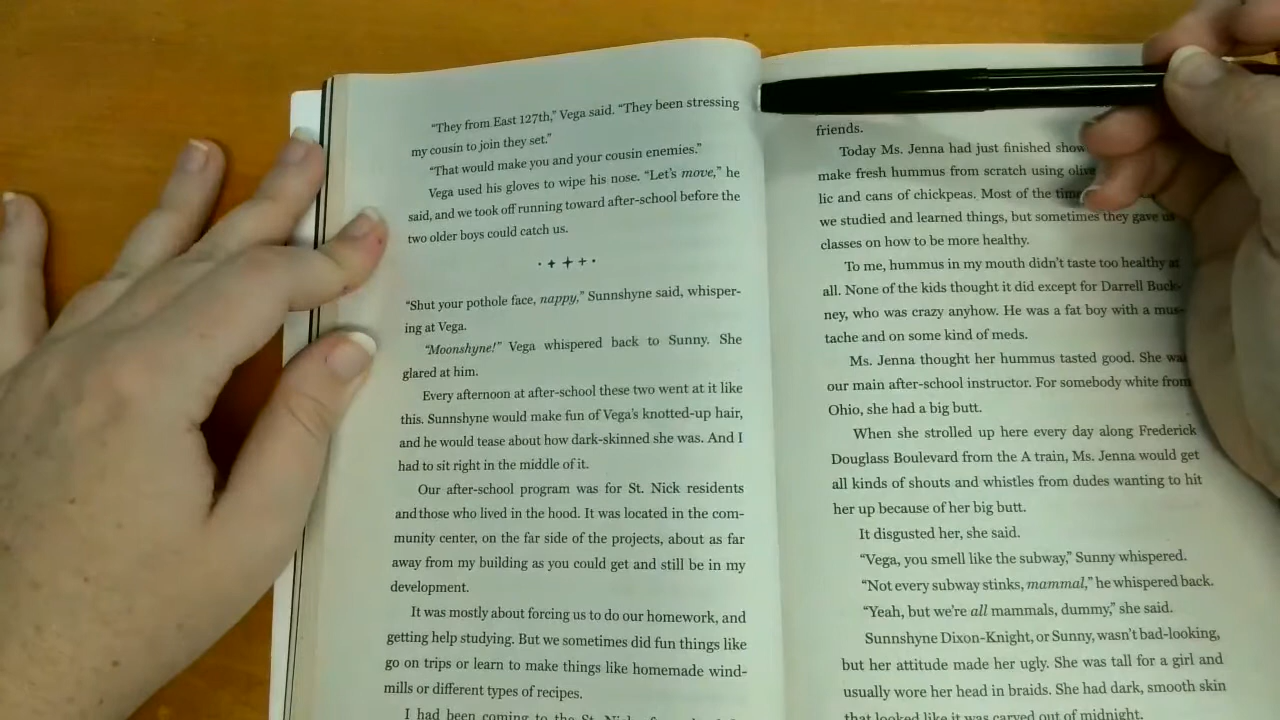 "They from East 127th," Vega said. "They been stressing
my cousin to join they set."
"That would make you and your cousin enemies."
Vega used his gloves to wipe his nose. "Let's move," he
said, and we took off running toward after-school before the
two older boys could catch us.
"Shut your pothole face, nappy," Sunnshyne said, whisper-
ing at Vega.
"Moonshyne!" Vega whispered back to Sunny. She
glared at him.
Every afternoon at after-school these two went at it like
this. Sunnshyne would make fun of Vega's knotted-up hair,
and he would tease about how dark-skinned she was. And I
had to sit right in the middle of it.
Our after-school program was for St. Nick residents
and those who lived in the hood. It was located in the com-
munity center, on the far side of the projects, about as far
away from my building as you could get and still be in my
development.
It was mostly about forcing us to do our homework, and
getting help studying. But we sometimes did fun things like
go on trips or learn to make things like homemade wind-
mills or different types of recipes.
I had been coming to the St.
friends.
Today Ms. Jenna had just finished
make fresh hummus from scratch using
lic and cans of chickpeas. Most of the time
we studied and learned things, but sometimes they gave us
classes on how to be more healthy.
To me, hummus in my mouth didn't taste too healthy at
all. None of the kids thought it did except for Darrell Buck-
ney, who was crazy anyhow. He was a fat boy with a mus-
tache and on some kind of meds.
Ms. Jenna thought her hummus tasted good. She was
our main after-school instructor. For somebody white from
Ohio, she had a big butt.
When she strolled up here every day along Frederick
Douglass Boulevard from the A train, Ms. Jenna would get
all kinds of shouts and whistles from dudes wanting to hit
her up because of her big butt.
It disgusted her, she said.
"Vega, you smell like the subway," Sunny whispered.
"Not every subway stinks, mammal," he whispered back.
"Yeah, but we're all mammals, dummy," she said.
Sunnshyne Dixon-Knight, or Sunny, wasn't bad-looking,
but her attitude made her ugly. She was tall for a girl and
usually wore her head in braids. She had dark, smooth skin
that looked like it was carved out of midnight.